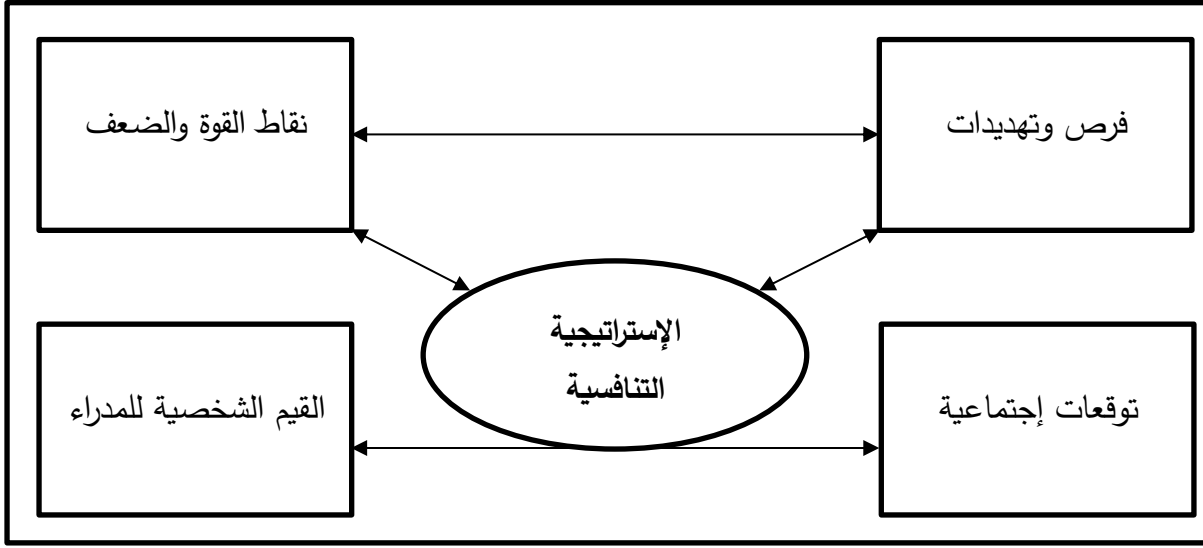 فرص وتهديدات
نقاط القوة والضعف
الإستراتيجية
التنافسية
توقعات إجتماعية
القيم الشخصية للمدراء